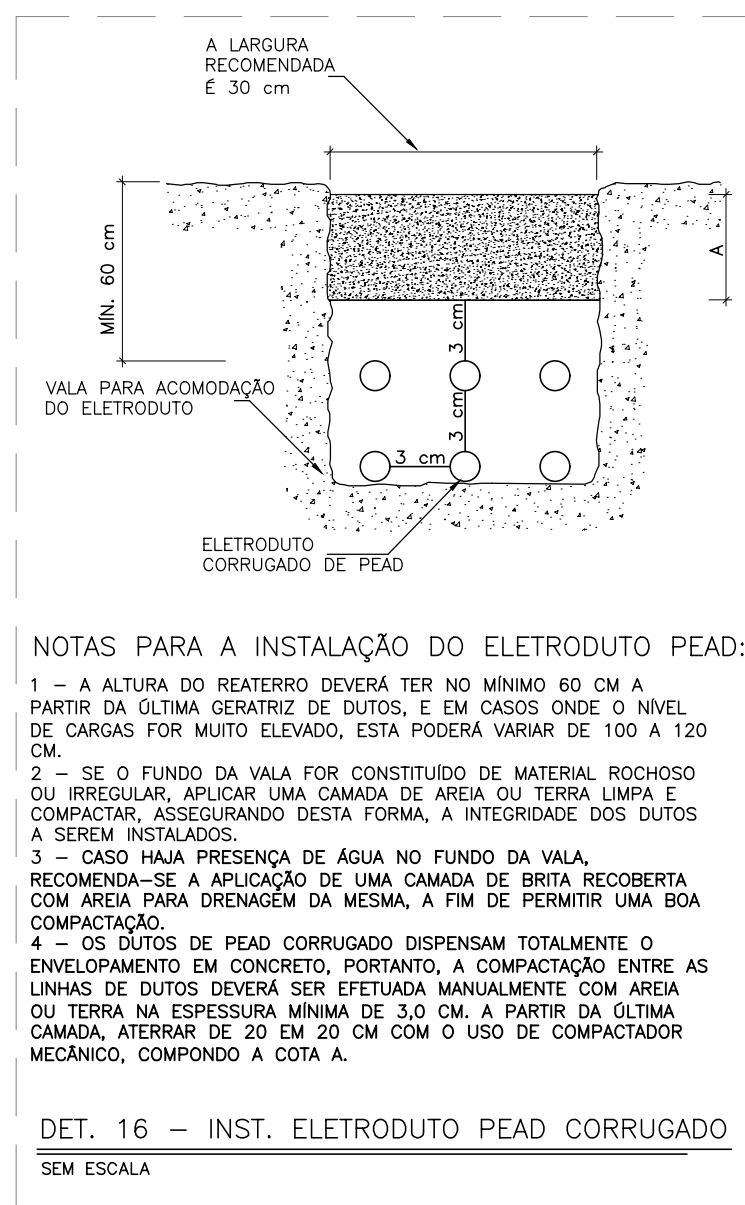 A LARGURA
RECOMENDADA
É 30 cm
MÍN. 60 cm
A
3 cm
3 cm
3 cm
VALA PARA ACOMODAÇÃO
DO ELETRODUTO
ELETRODUTO
CORRUGADO DE PEAD
NOTAS PARA A INSTALAÇÃO DO ELETRODUTO PEAD:
1 – A ALTURA DO REATERRO DEVERÁ TER NO MÍNIMO 60 CM A
PARTIR DA ÚLTIMA GERATRIZ DE DUTOS, E EM CASOS ONDE O NÍVEL
DE CARGAS FOR MUITO ELEVADO, ESTA PODERÁ VARIAR DE 100 A 120
CM.
2 – SE O FUNDO DA VALA FOR CONSTITUÍDO DE MATERIAL ROCHOSO
OU IRREGULAR, APLICAR UMA CAMADA DE AREIA OU TERRA LIMPA E
COMPACTAR, ASSEGURANDO DESTA FORMA, A INTEGRIDADE DOS DUTOS
A SEREM INSTALADOS.
3 – CASO HAJA PRESENÇA DE ÁGUA NO FUNDO DA VALA,
RECOMENDA–SE A APLICAÇÃO DE UMA CAMADA DE BRITA RECOBERTA
COM AREIA PARA DRENAGEM DA MESMA, A FIM DE PERMITIR UMA BOA
COMPACTAÇÃO.
4 – OS DUTOS DE PEAD CORRUGADO DISPENSAM TOTALMENTE O
ENVELOPAMENTO EM CONCRETO, PORTANTO, A COMPACTAÇÃO ENTRE AS
LINHAS DE DUTOS DEVERÁ SER EFETUADA MANUALMENTE COM AREIA
OU TERRA NA ESPESSURA MÍNIMA DE 3,0 CM. A PARTIR DA ÚLTIMA
CAMADA, ATERRAR DE 20 EM 20 CM COM O USO DE COMPACTADOR
MECÂNICO, COMPONDO A COTA A.
DET. 16 – INST. ELETRODUTO PEAD CORRUGADO
SEM ESCALA